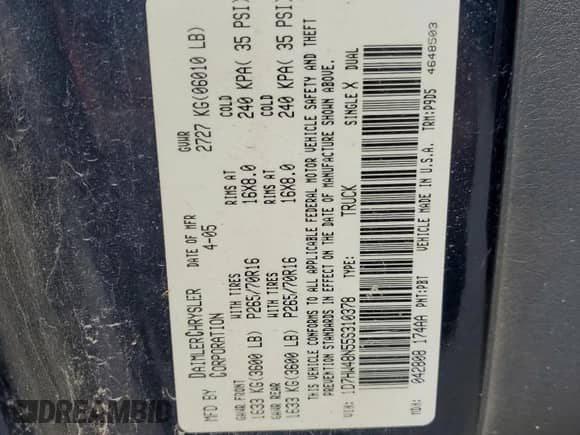 MFD BY DAIMLERCHRYSLER CORPORATION DATE OF MFR 4-05 GVWR 2727 KG(06010 LB)
GAWR FRONT 1633 KG(3600 LB) WITH TIRES P265/70R16 RIMS AT 16X8.0 COLD 240 KPA( 35 PSI)
GAWR REAR 1633 KG(3600 LB) WITH TIRES P265/70R16 RIMS AT 16X8.0 COLD 240 KPA( 35 PSI)
THIS VEHICLE CONFORMS TO ALL APPLICABLE FEDERAL MOTOR VEHICLE SAFETY AND
THEFT PREVENTION STANDARDS IN EFFECT ON THE DATE OF MANUFACTURE SHOWN ABOVE.
VIN: 1D7HW48N55S310378 TYPE: TRUCK SINGLE X DUAL
MDH: 042808 174AA PNT:PBT VEHICLE MADE IN U.S.A. TRM:P9D5
4648503
DREAMBID.COM